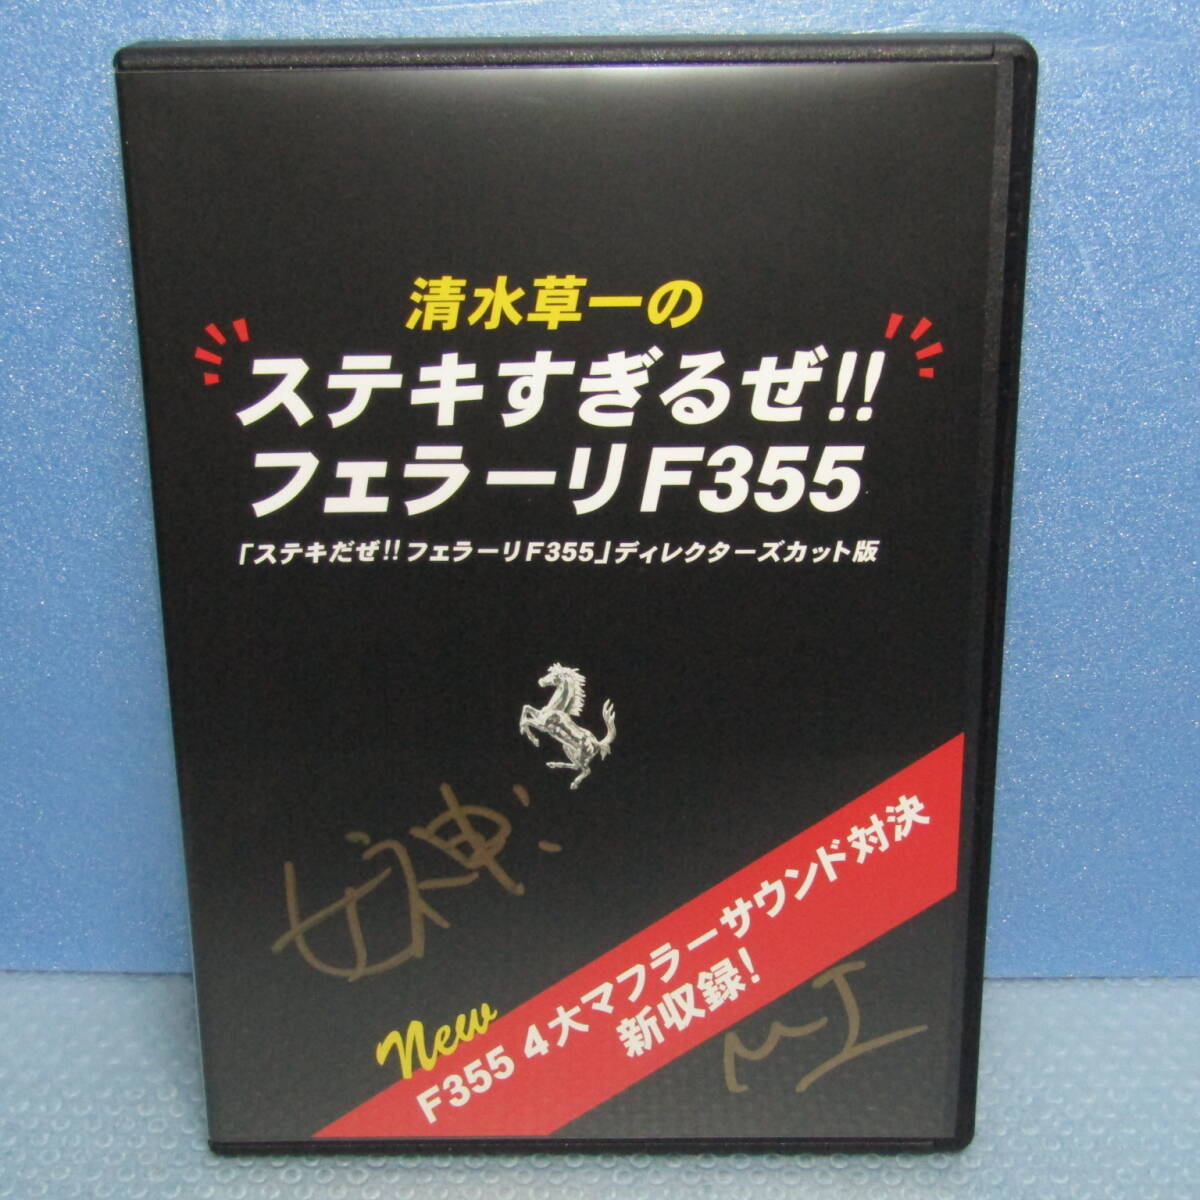 清水草一の
ステキすぎるぜ!!
フェラーリF355
「ステキだぜ!!フェラーリF355」ディレクターズカット版
女神!
New
F355 4大マフラーサウンド対決
新収録!